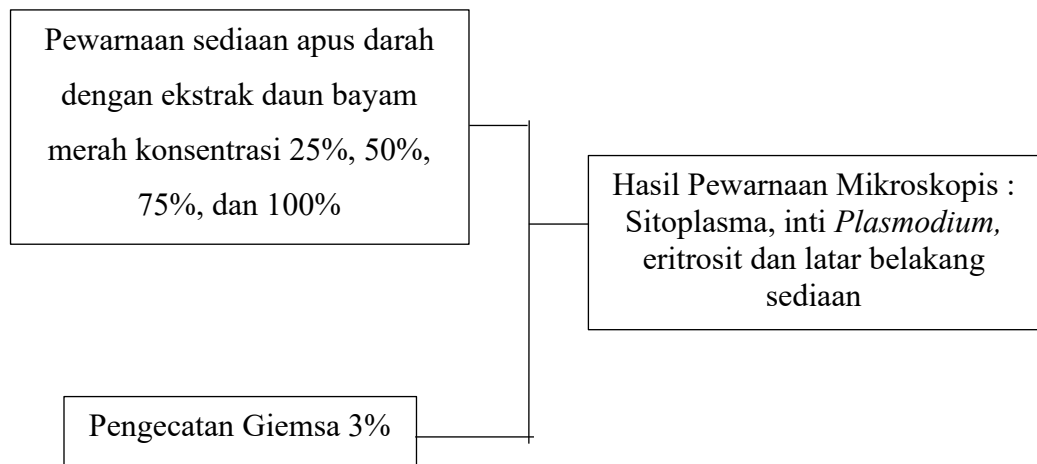 Pewarnaan sediaan apus darah
dengan ekstrak daun bayam
merah konsentrasi 25%, 50%,
75%, dan 100%
Hasil Pewarnaan Mikroskopis :
Sitoplasma, inti Plasmodium,
eritrosit dan latar belakang
sediaan
Pengecatan Giemsa 3%